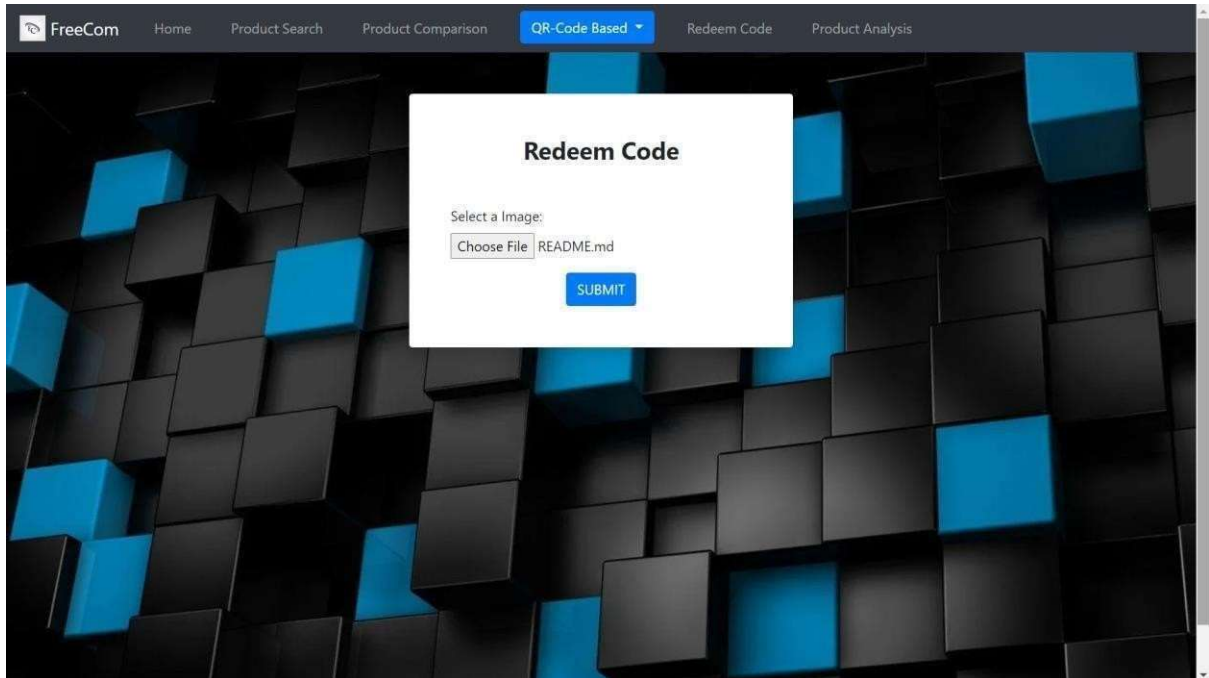 FreeCom Home Product Search Product Comparison QR-Code Based Redeem Code Product Analysis
Redeem Code
Select a Image:
Choose File README.md
SUBMIT